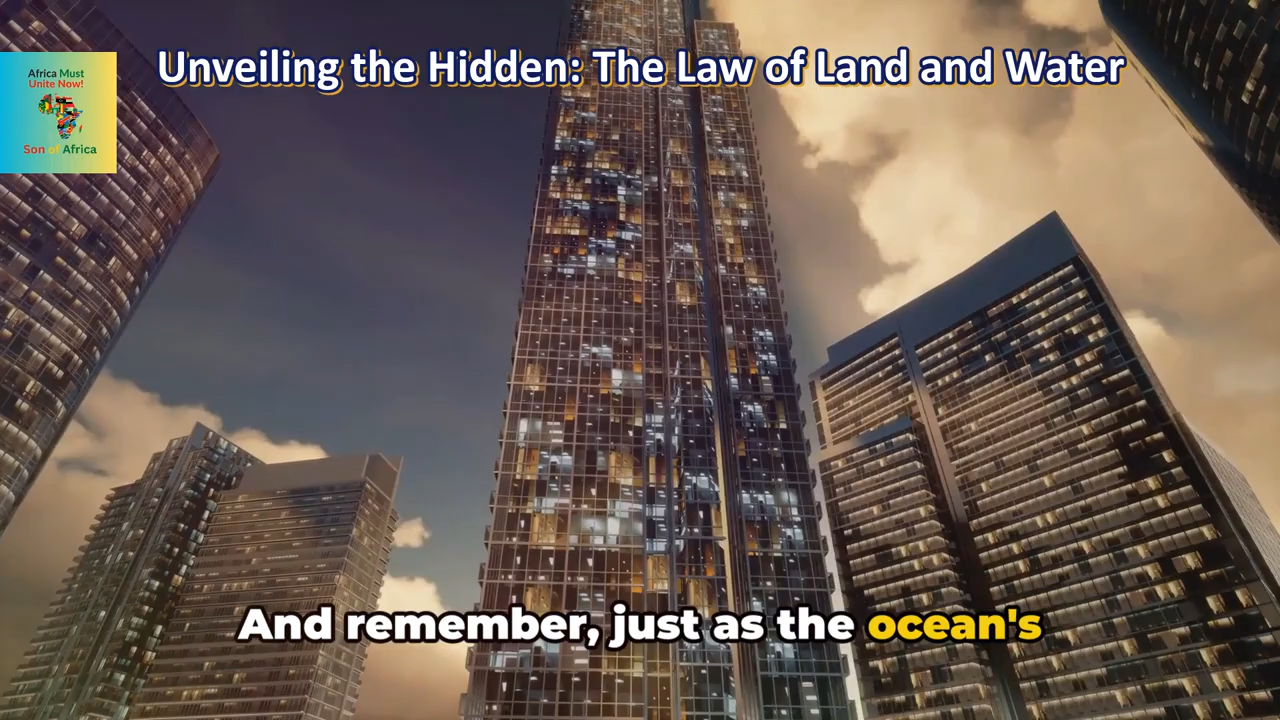 Unveiling the Hidden: The Law of Land and Water
Africa Must
Unite Now!
Son of Africa
And remember, just as the ocean's